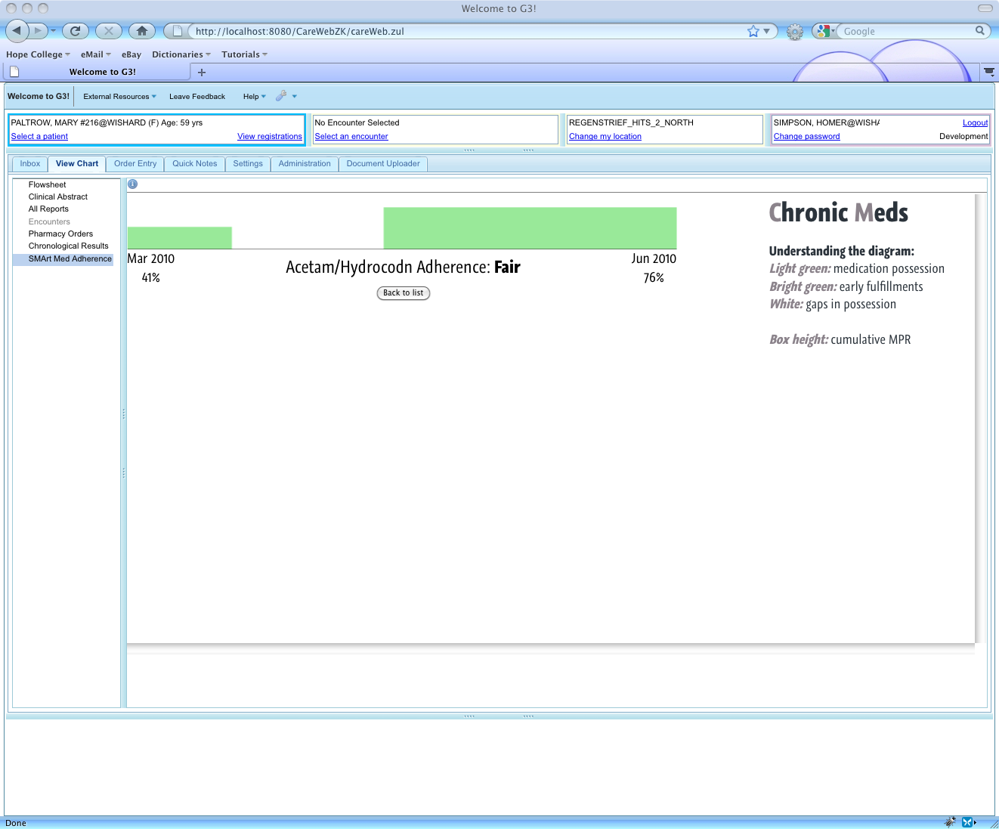 Welcome to G3!
http://localhost:8080/CareWebZK/careWeb.zul
Google
Hope College eMail eBay Dictionaries Tutorials
Welcome to G3!
Welcome to G3! External Resources Leave Feedback Help
PALTROW, MARY #216@WISHARD (F) Age: 59 yrs
Select a patient View registrations
No Encounter Selected
Select an encounter
REGENSTRIEF_HITS_2_NORTH
Change my location
SIMPSON, HOMER@WISHA Logout
Change password Development
Inbox View Chart Order Entry Quick Notes Settings Administration Document Uploader
Flowsheet
Clinical Abstract
All Reports
Encounters
Pharmacy Orders
Chronological Results
SMArt Med Adherence
Mar 2010
41%
Acetam/Hydrocodn Adherence: Fair
Back to list
Jun 2010
76%
Chronic Meds
Understanding the diagram:
Light green: medication possession
Bright green: early fulfillments
White: gaps in possession
Box height: cumulative MPR
Done